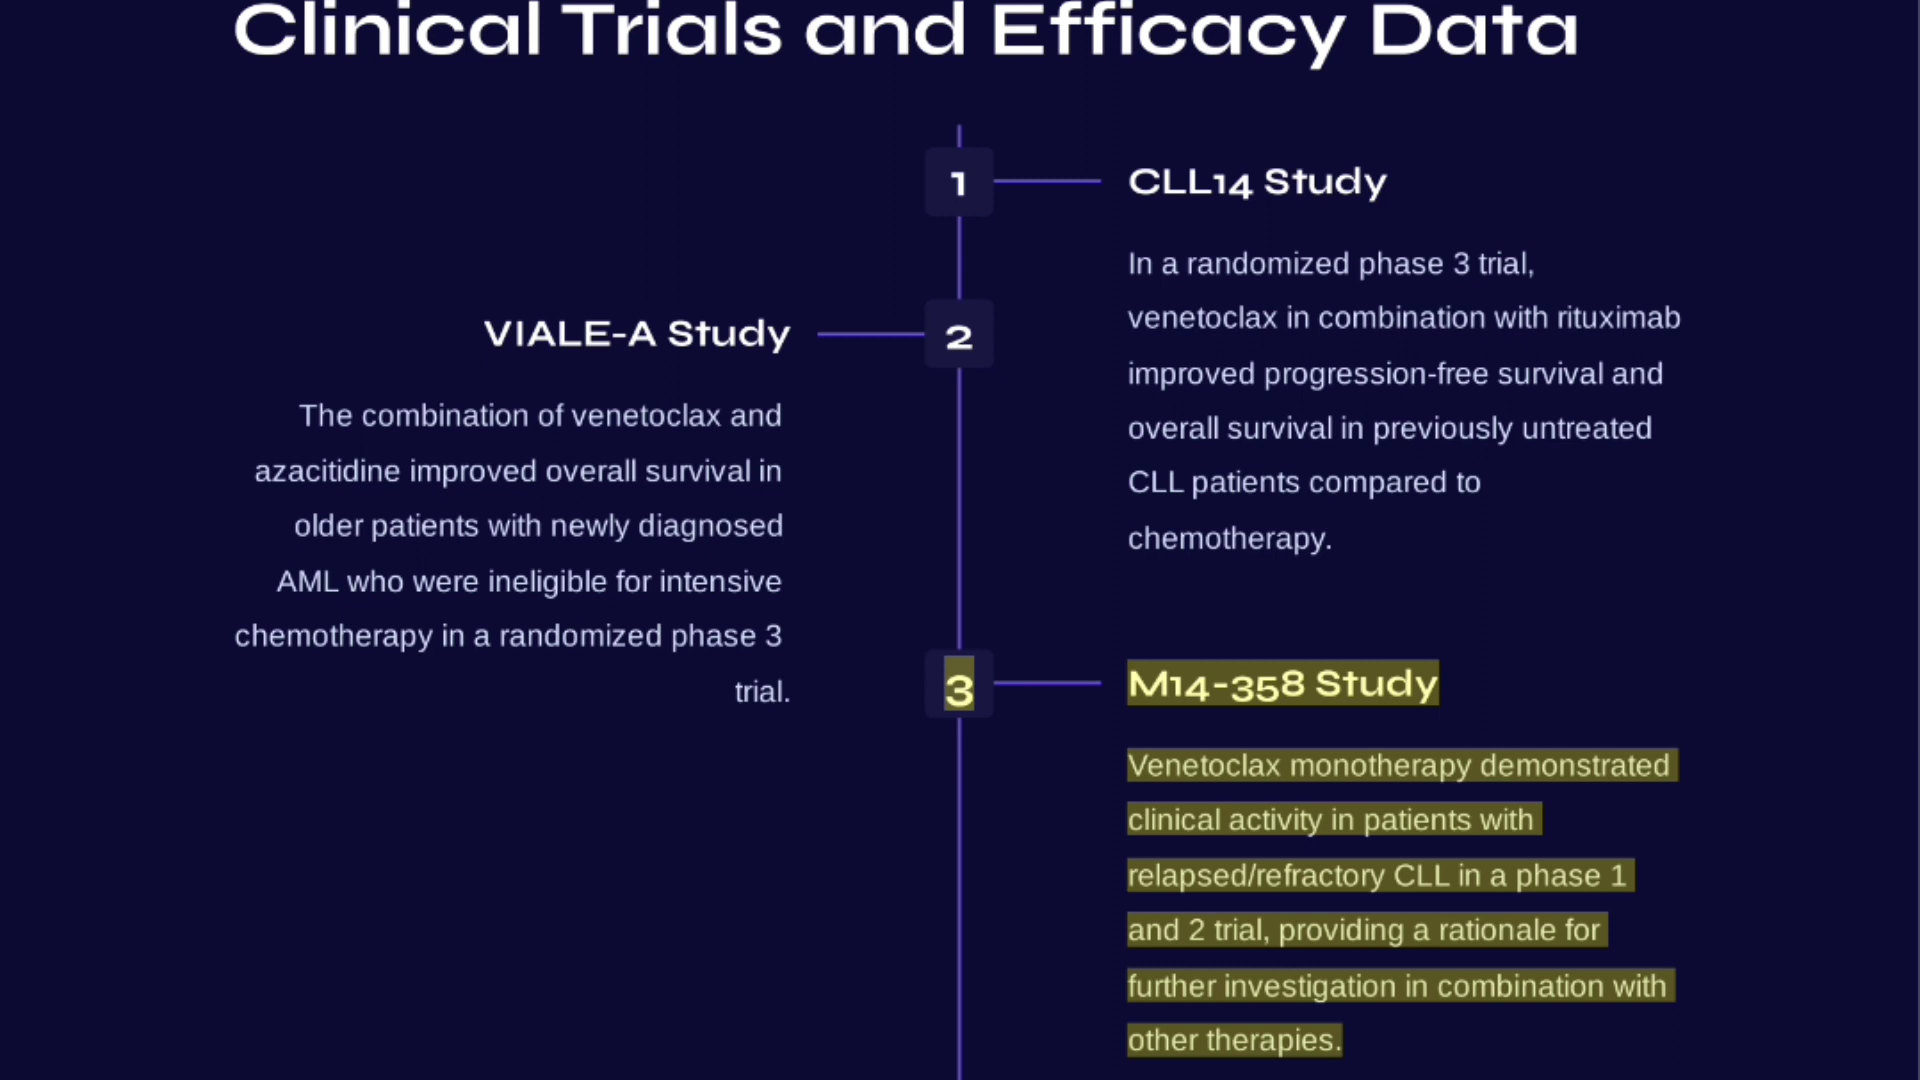 Clinical Trials and Efficacy Data
1
CLL14 Study
In a randomized phase 3 trial,
venetoclax in combination with rituximab
improved progression-free survival and
overall survival in previously untreated
CLL patients compared to
chemotherapy.
2
VIALE-A Study
The combination of venetoclax and
azacitidine improved overall survival in
older patients with newly diagnosed
AML who were ineligible for intensive
chemotherapy in a randomized phase 3
trial.
3
M14-358 Study
Venetoclax monotherapy demonstrated
clinical activity in patients with
relapsed/refractory CLL in a phase 1
and 2 trial, providing a rationale for
further investigation in combination with
other therapies.